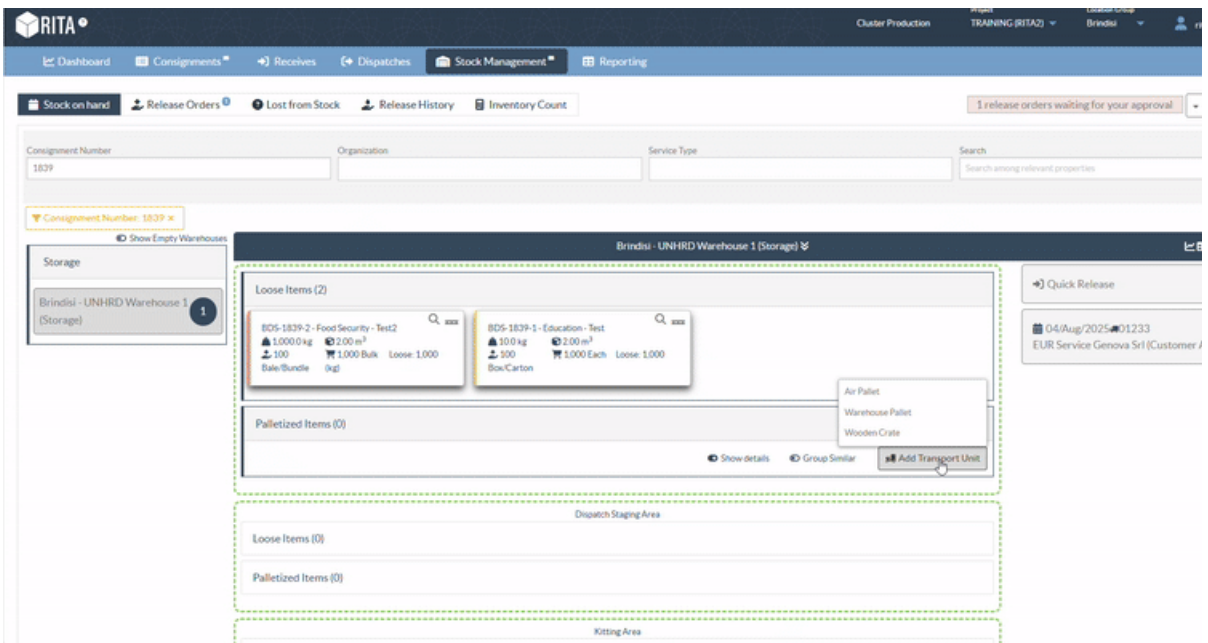 RITA
Cluster Production
Project
TRAINING (RITA2)
Location Group
Brindisi
Dashboard
Consignments
Receives
Dispatches
Stock Management
Reporting
Stock on hand
Release Orders
Lost from Stock
Release History
Inventory Count
1 release orders waiting for your approval
Consignment Number
Organization
Service Type
Search
1839
Search among relevant properties
Consignment Number: 1839 ×
Show Empty Warehouses
Storage
Brindisi - UNHRD Warehouse 1
(Storage)
1
Brindisi - UNHRD Warehouse 1 (Storage)
Loose Items (2)
BDS-1839-2 - Food Security - Test2
1,000.0 kg 2.00 m³
100 1,000 Bulk Loose: 1,000
Bale/Bundle (kg)
BDS-1839-1 - Education - Test
10.0 kg 2.00 m³
100 1,000 Each Loose: 1,000
Box/Carton
Air Pallet
Warehouse Pallet
Wooden Crate
Palletized Items (0)
Show details
Group Similar
Add Transport Unit
Quick Release
04/Aug/2025 01233
EUR Service Genova Srl (Customer A
Dispatch Staging Area
Loose Items (0)
Palletized Items (0)
Kitting Area